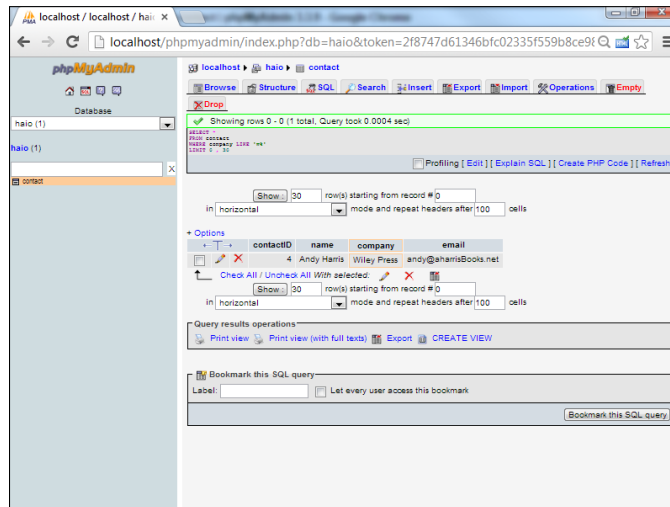 localhost / localhost / haio
localhost/phpmyadmin/index.php?db=haio&token=2f8747d61346bfc02335f559b8ce98
phpMyAdmin
localhost haio contact
Browse Structure SQL Search Insert Export Import Operations Empty
Drop
Database
haio (1)
haio (1)
X
contact
Showing rows 0 - 0 (1 total, Query took 0.0004 sec)
SELECT *
FROM contact
WHERE company LIKE 'w%'
LIMIT 0 , 30
Profiling [ Edit ] [ Explain SQL ] [ Create PHP Code ] [ Refresh
Show : 30 row(s) starting from record # 0
in horizontal mode and repeat headers after 100 cells
+ Options
contactID name company email
4 Andy Harris Wiley Press andy@aharrisBooks.net
Check All / Uncheck All With selected:
Show : 30 row(s) starting from record # 0
in horizontal mode and repeat headers after 100 cells
Query results operations
Print view Print view (with full texts) Export CREATE VIEW
Bookmark this SQL query
Label: Let every user access this bookmark
Bookmark this SQL query